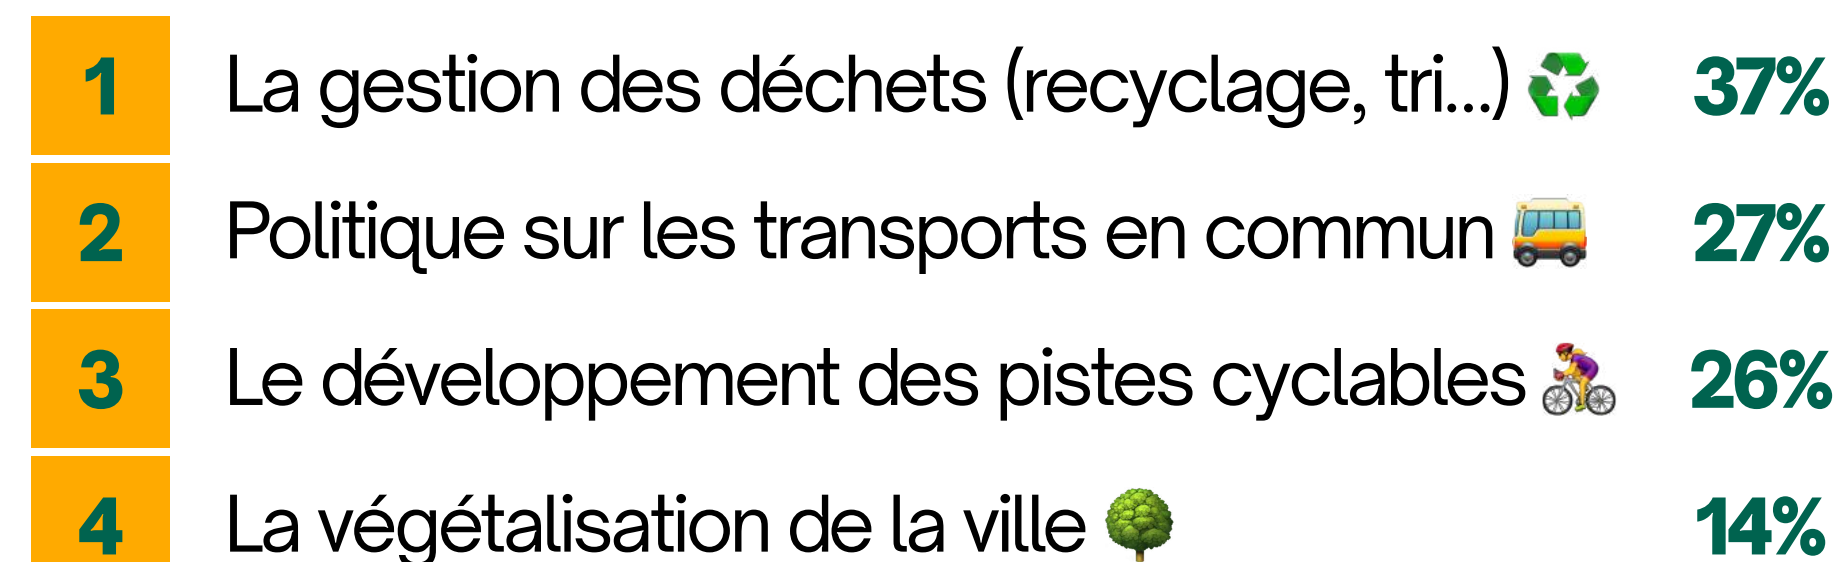 1 La gestion des déchets (recyclage, tri...) ♻️ 37%
2 Politique sur les transports en commun 🚌 27%
3 Le développement des pistes cyclables 🚴‍♀️ 26%
4 La végétalisation de la ville 🌳 14%